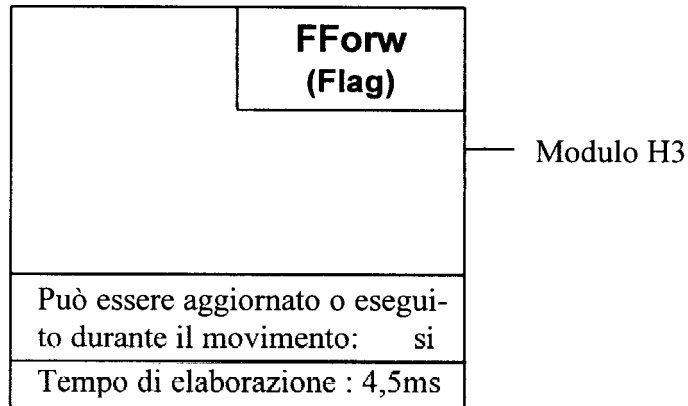 FForw
(Flag)
Modulo H3
Può essere aggiornato o esegui-
to durante il movimento: si
Tempo di elaborazione : 4,5ms